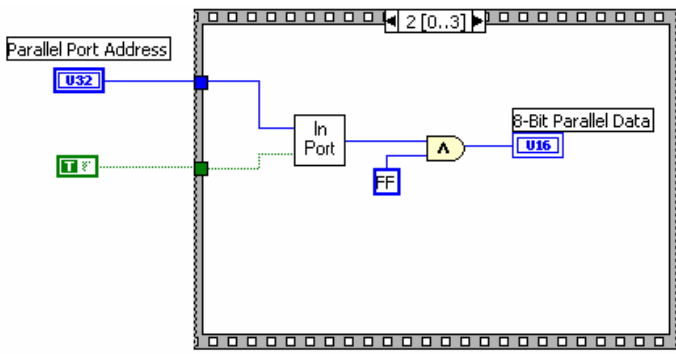 2 [0..3]
Parallel Port Address
U32
In
Port
8-Bit Parallel Data
U16
T F
FF